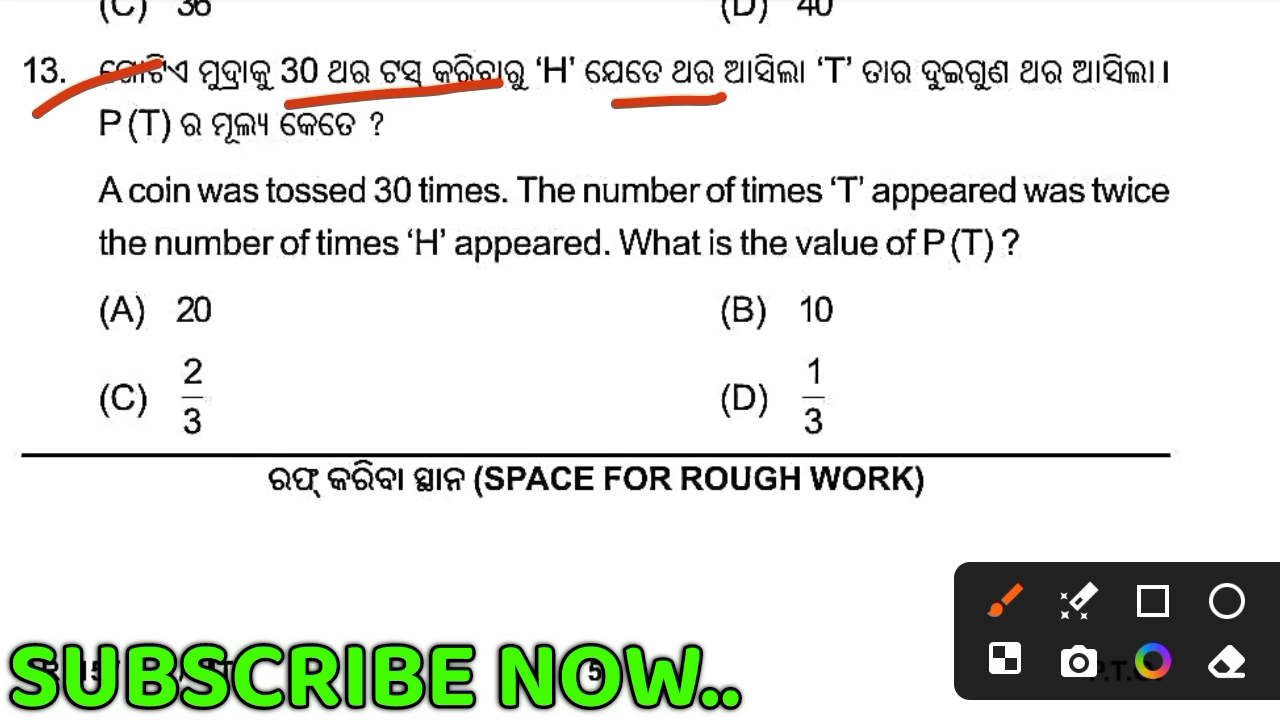 (C) 36 (D) 40
13. ଗୋଟିଏ ମୁଦ୍ରାକୁ 30 ଥର ଟସ୍ କରିବାରୁ ‘H’ ଯେତେ ଥର ଆସିଲା ‘T’ ତାର ଦୁଇଗୁଣ ଥର ଆସିଲା।
P(T) ର ମୂଲ୍ୟ କେତେ ?
A coin was tossed 30 times. The number of times ‘T’ appeared was twice
the number of times ‘H’ appeared. What is the value of P(T) ?
(A) 20 (B) 10
(C) 2/3 (D) 1/3
ରଫ୍ କରିବା ସ୍ଥାନ (SPACE FOR ROUGH WORK)
SUBSCRIBE NOW..
5
P.T.O.